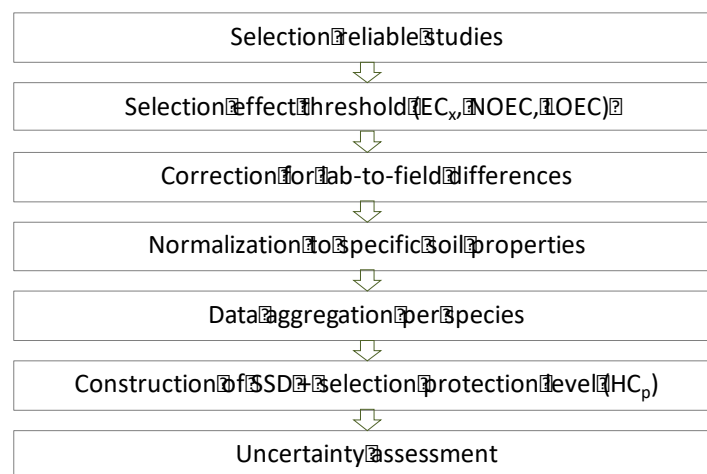 Selection reliable studies
Selection effect threshold (ECₓ, NOEC, LOEC)
Correction for lab-to-field differences
Normalization to specific soil properties
Data aggregation per species
Construction of SSD + selection protection level (HCₚ)
Uncertainty assessment